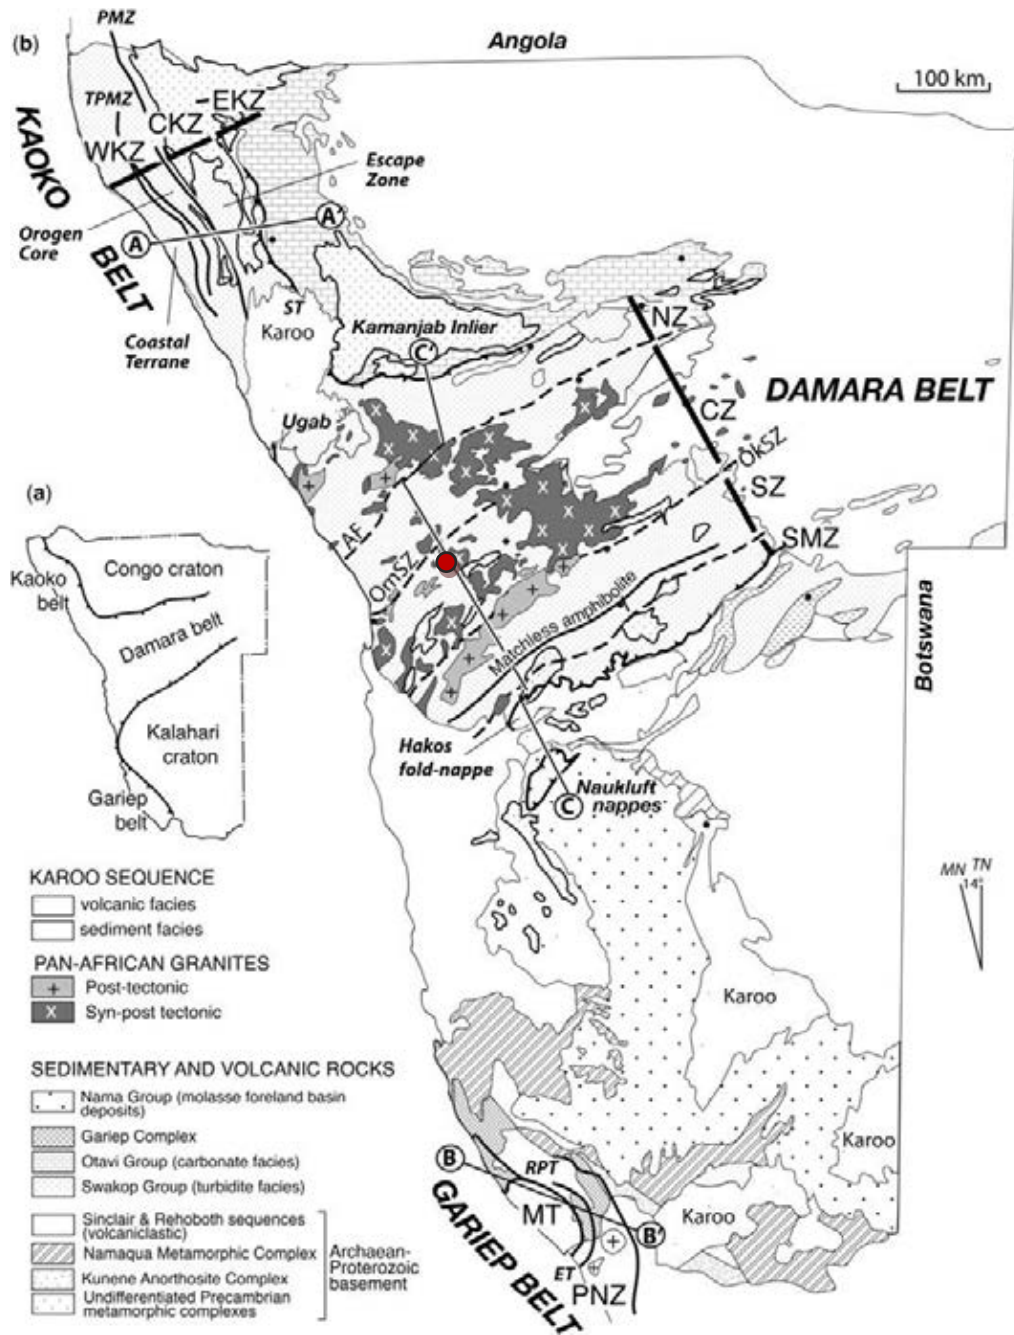 (b)
PMZ
Angola
100 km
KAOKO
BELT
TPMZ
EKZ
CKZ
WKZ
Escape
Zone
Orogen
Core
A
A'
Coastal
Terrane
ST
Karoo
Kamanjab Inlier
C'
NZ
DAMARA BELT
CZ
Ugab
OkSZ
SZ
SMZ
AF
OmSZ
Matchless amphibolite
Botswana
Hakos
fold-nappe
Naukluft
nappes
C
(a)
Kaoko
belt
Congo craton
Damara belt
Kalahari
craton
Gariep
belt
MN TN
14°
KAROO SEQUENCE
volcanic facies
sediment facies
PAN-AFRICAN GRANITES
+ Post-tectonic
X Syn-post tectonic
SEDIMENTARY AND VOLCANIC ROCKS
Nama Group (molasse foreland basin
deposits)
Gariep Complex
Otavi Group (carbonate facies)
Swakop Group (turbidite facies)
Sinclair & Rehoboth sequences
(volcaniclastic)
Namaqua Metamorphic Complex
Kunene Anorthosite Complex
Undifferentiated Precambrian
metamorphic complexes
Archaean-
Proterozoic
basement
Karoo
Karoo
Karoo
B
B'
RPT
MT
ET
PNZ
GARIEP BELT